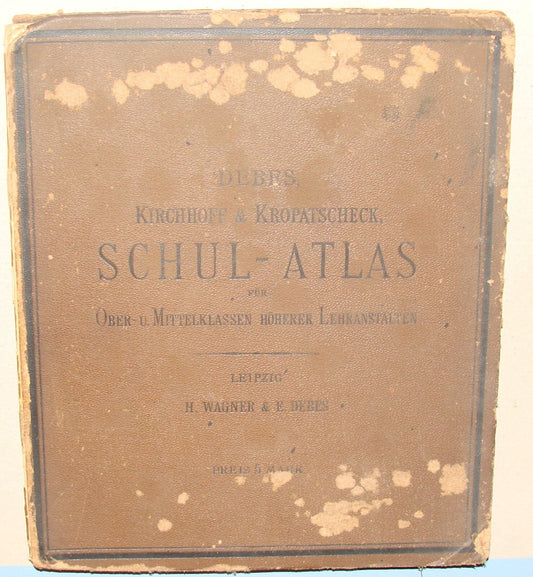 DEBES,
KIRCHHOFF & KROPATSCHECK,
SCHUL-ATLAS
FÜR
OBER- U. MITTELKLASSEN HÖHERER LEHRANSTALTEN
LEIPZIG
H. WAGNER & E. DEBES
PREIS 5 MARK